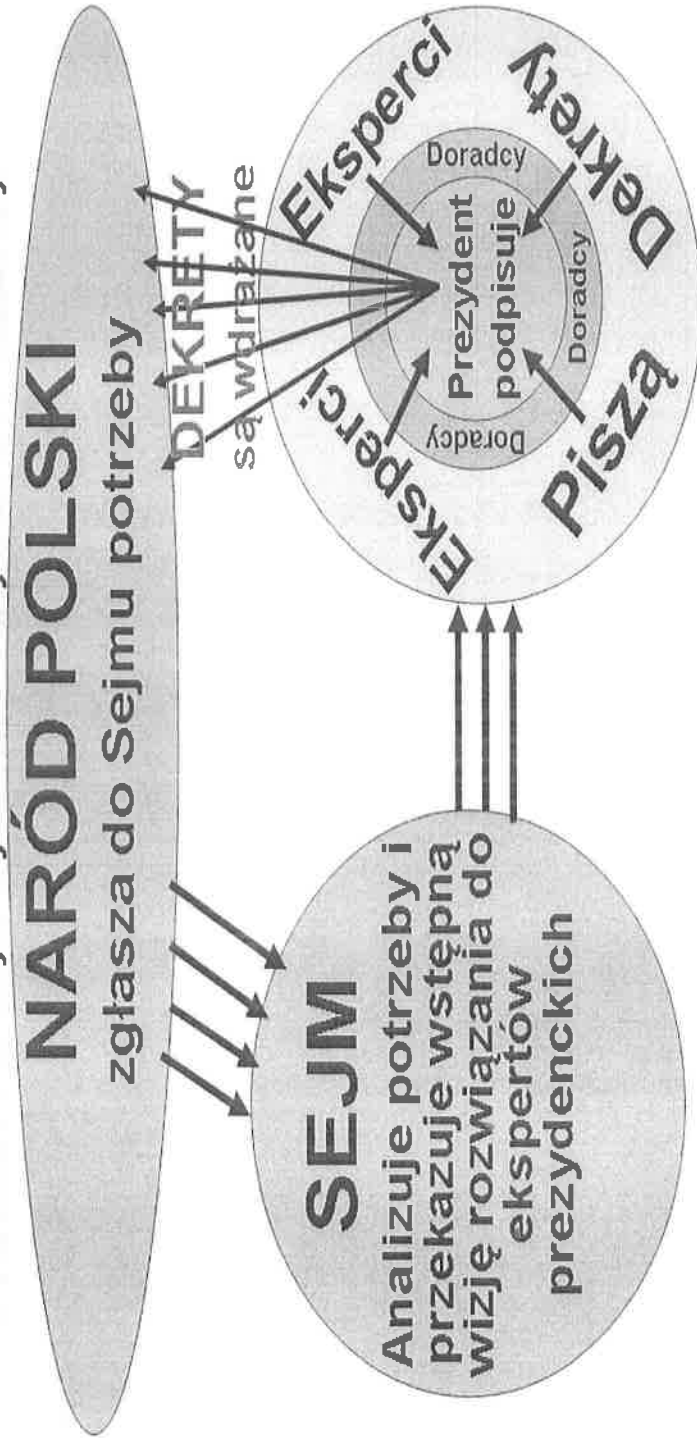 NARÓD POLSKI
zgłasza do Sejmu potrzeby
DEKRETY
są wdrażane
SEJM
Analizuje potrzeby i
przekazuje wstępną
wizję rozwiązania do
ekspertów
prezydenckich
Eksperci
Eksperci
Piszą
Dekrety
Doradcy
Doradcy
Doradcy
Prezydent
podpisuje